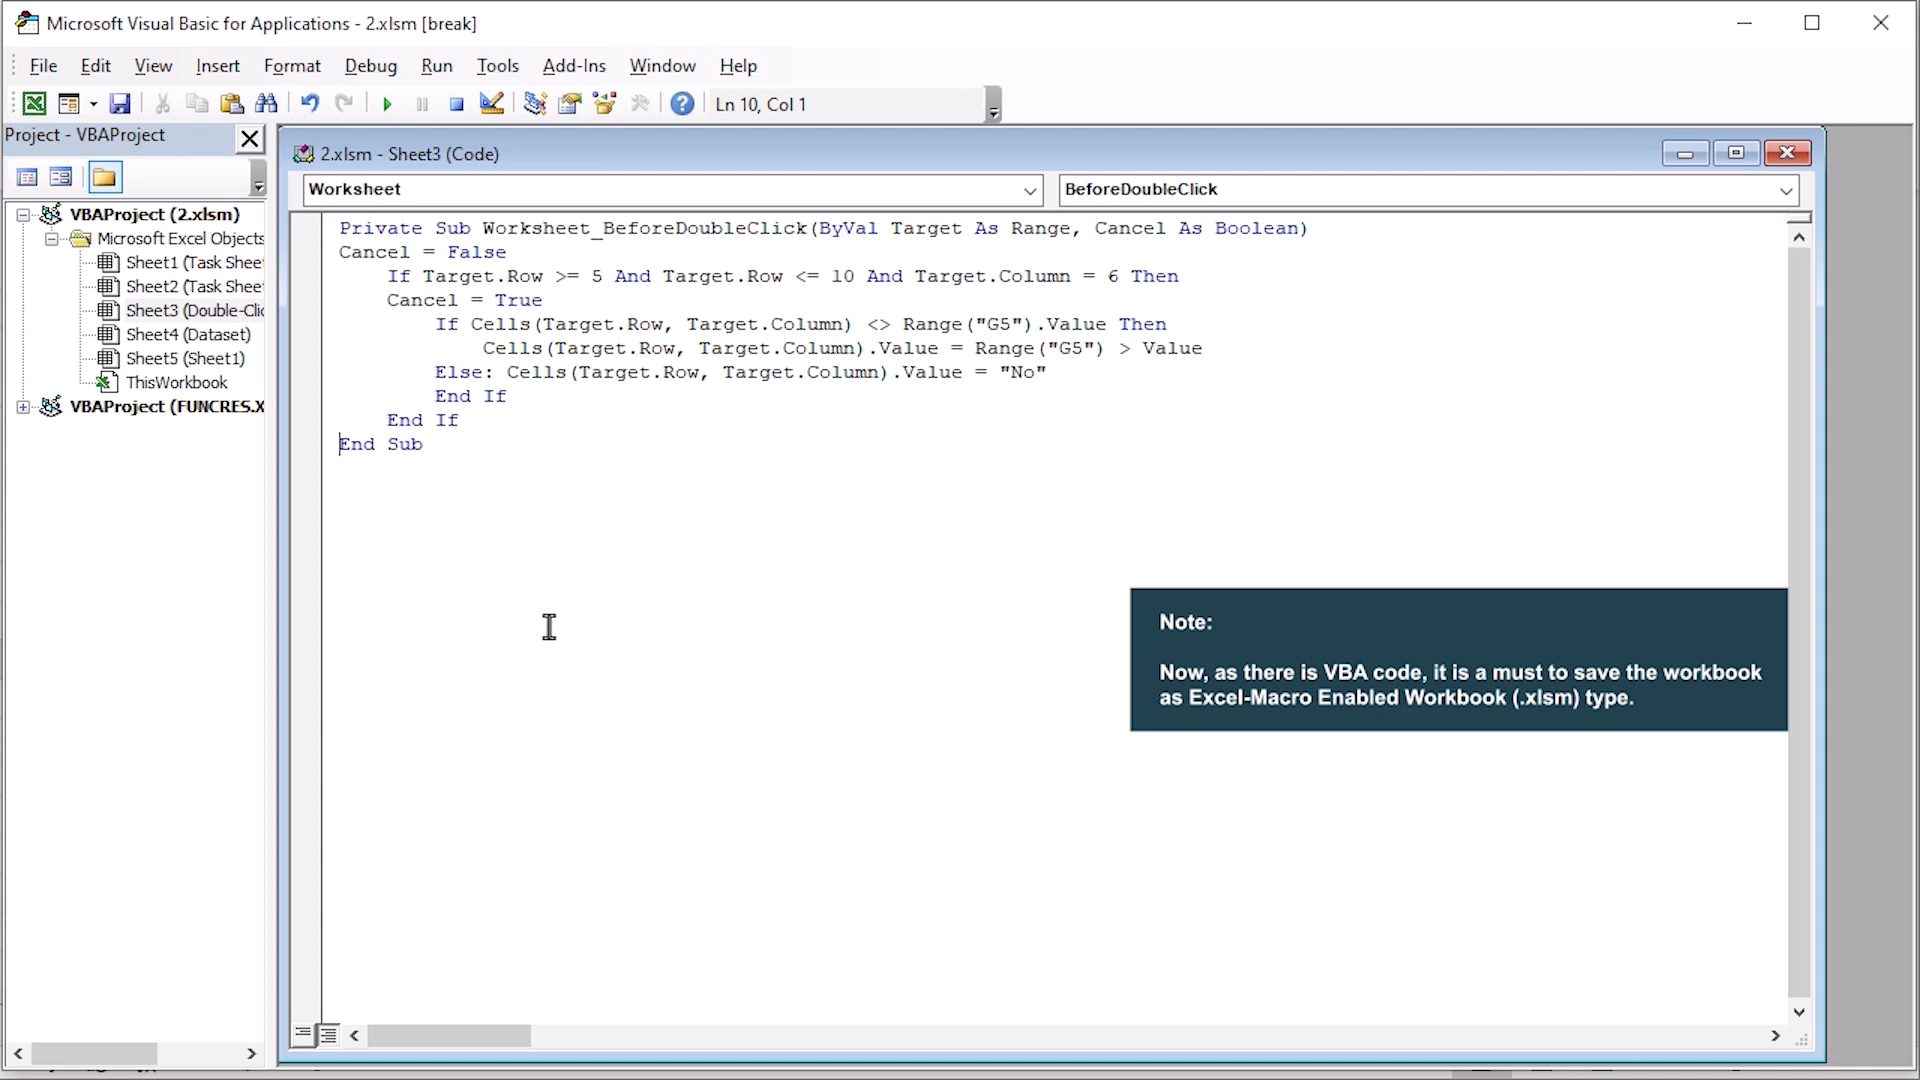 Microsoft Visual Basic for Applications - 2.xlsm [break]
File Edit View Insert Format Debug Run Tools Add-Ins Window Help
Ln 10, Col 1
Project - VBAProject
VBAProject (2.xlsm)
Microsoft Excel Objects
Sheet1 (Task Shee
Sheet2 (Task Shee
Sheet3 (Double-Clic
Sheet4 (Dataset)
Sheet5 (Sheet1)
ThisWorkbook
VBAProject (FUNCRES.X
2.xlsm - Sheet3 (Code)
Worksheet
BeforeDoubleClick
Private Sub Worksheet_BeforeDoubleClick(ByVal Target As Range, Cancel As Boolean)
Cancel = False
If Target.Row >= 5 And Target.Row <= 10 And Target.Column = 6 Then
Cancel = True
If Cells(Target.Row, Target.Column) <> Range("G5").Value Then
Cells(Target.Row, Target.Column).Value = Range("G5") > Value
Else: Cells(Target.Row, Target.Column).Value = "No"
End If
End If
End Sub
Note:
Now, as there is VBA code, it is a must to save the workbook
as Excel-Macro Enabled Workbook (.xlsm) type.